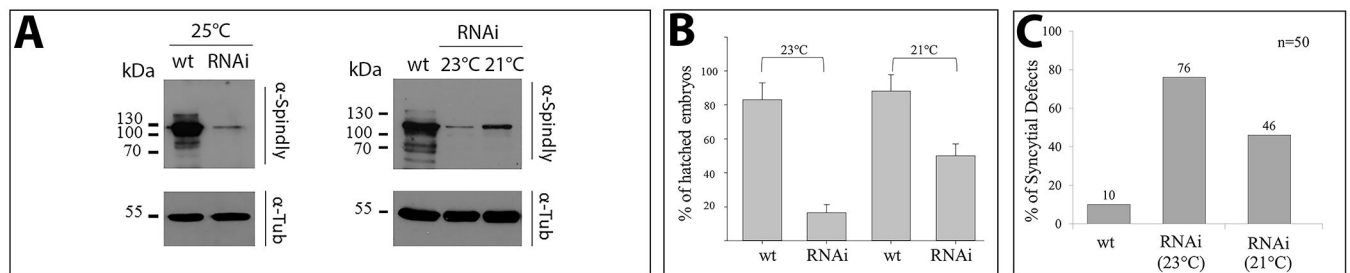 A
25°C
wt RNAi
kDa
130
100
70
α-Spindly
55
α-Tub
RNAi
wt 23°C 21°C
kDa
130
100
70
α-Spindly
55
α-Tub
B
23°C
21°C
% of hatched embryos
100
80
60
40
20
wt RNAi wt RNAi
C
n=50
% of Syncytial Defects
100
80
60
40
20
0
10
76
46
wt RNAi RNAi
(23°C) (21°C)